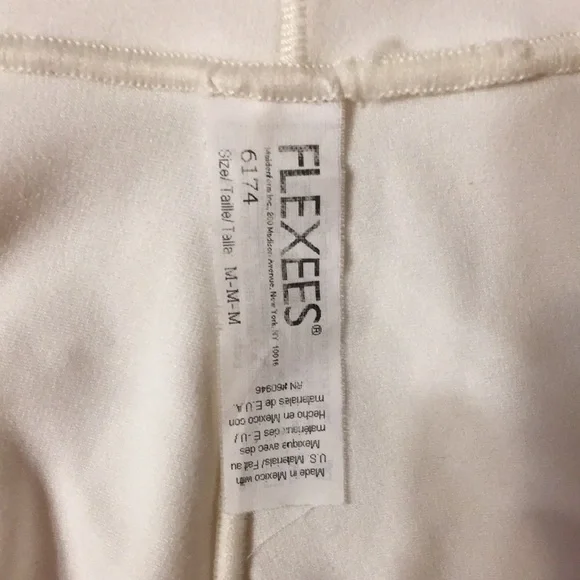 FLEXEES®
Maidenform Inc., 200 Madison Avenue, New York, NY 10016
6174
Size/Taille/Talla M-M-M
Made in Mexico with
U.S. Materials/Fait au
Mexique avec des
matériaux des É-U/
Hecho en Mexico con
materiales de E.U.A.
RN #60946